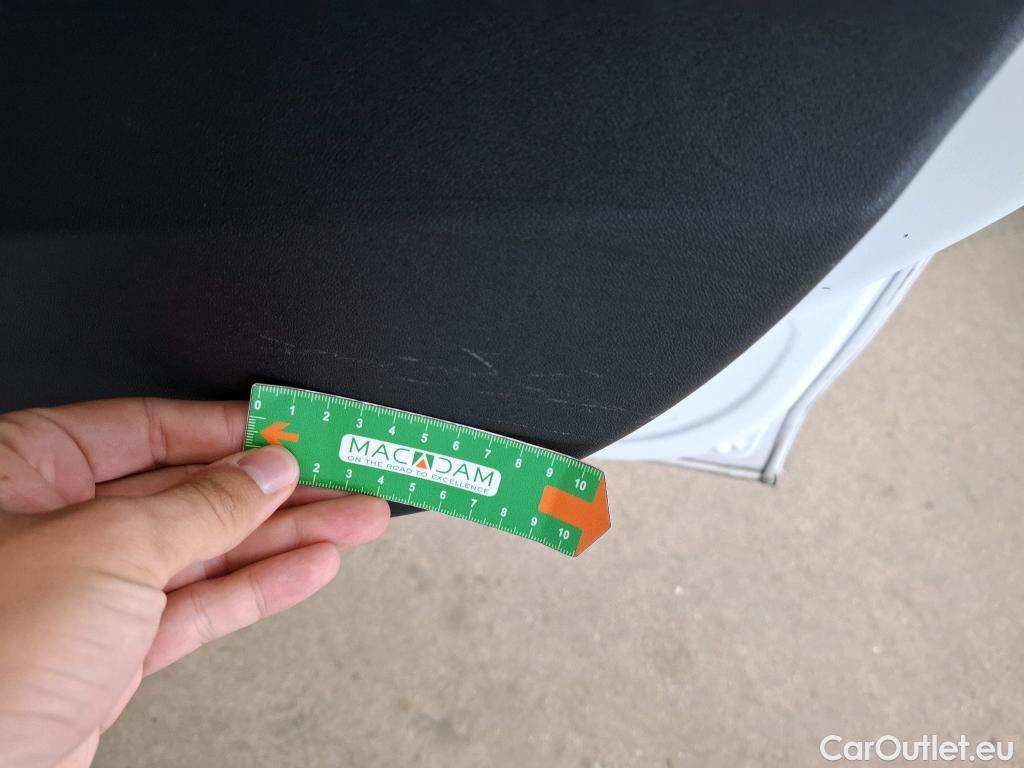 0 1 2 3 4 5 6 7 8 9 10
MACADAM
ON THE ROAD TO EXCELLENCE
2 3 4 5 6 7 8 9 10
CarOutlet.eu